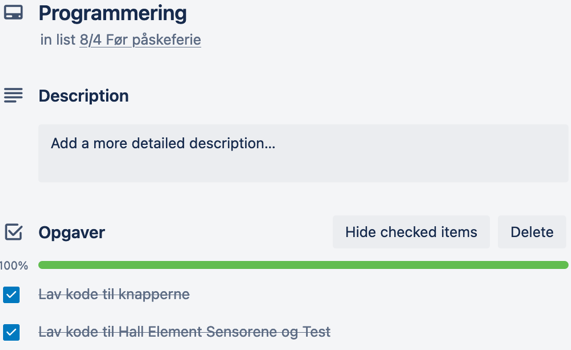 Programmering
in list 8/4 Før påskeferie
Description
Add a more detailed description...
Opgaver
Hide checked items
Delete
100%
Lav kode til knapperne
Lav kode til Hall Element Sensorene og Test